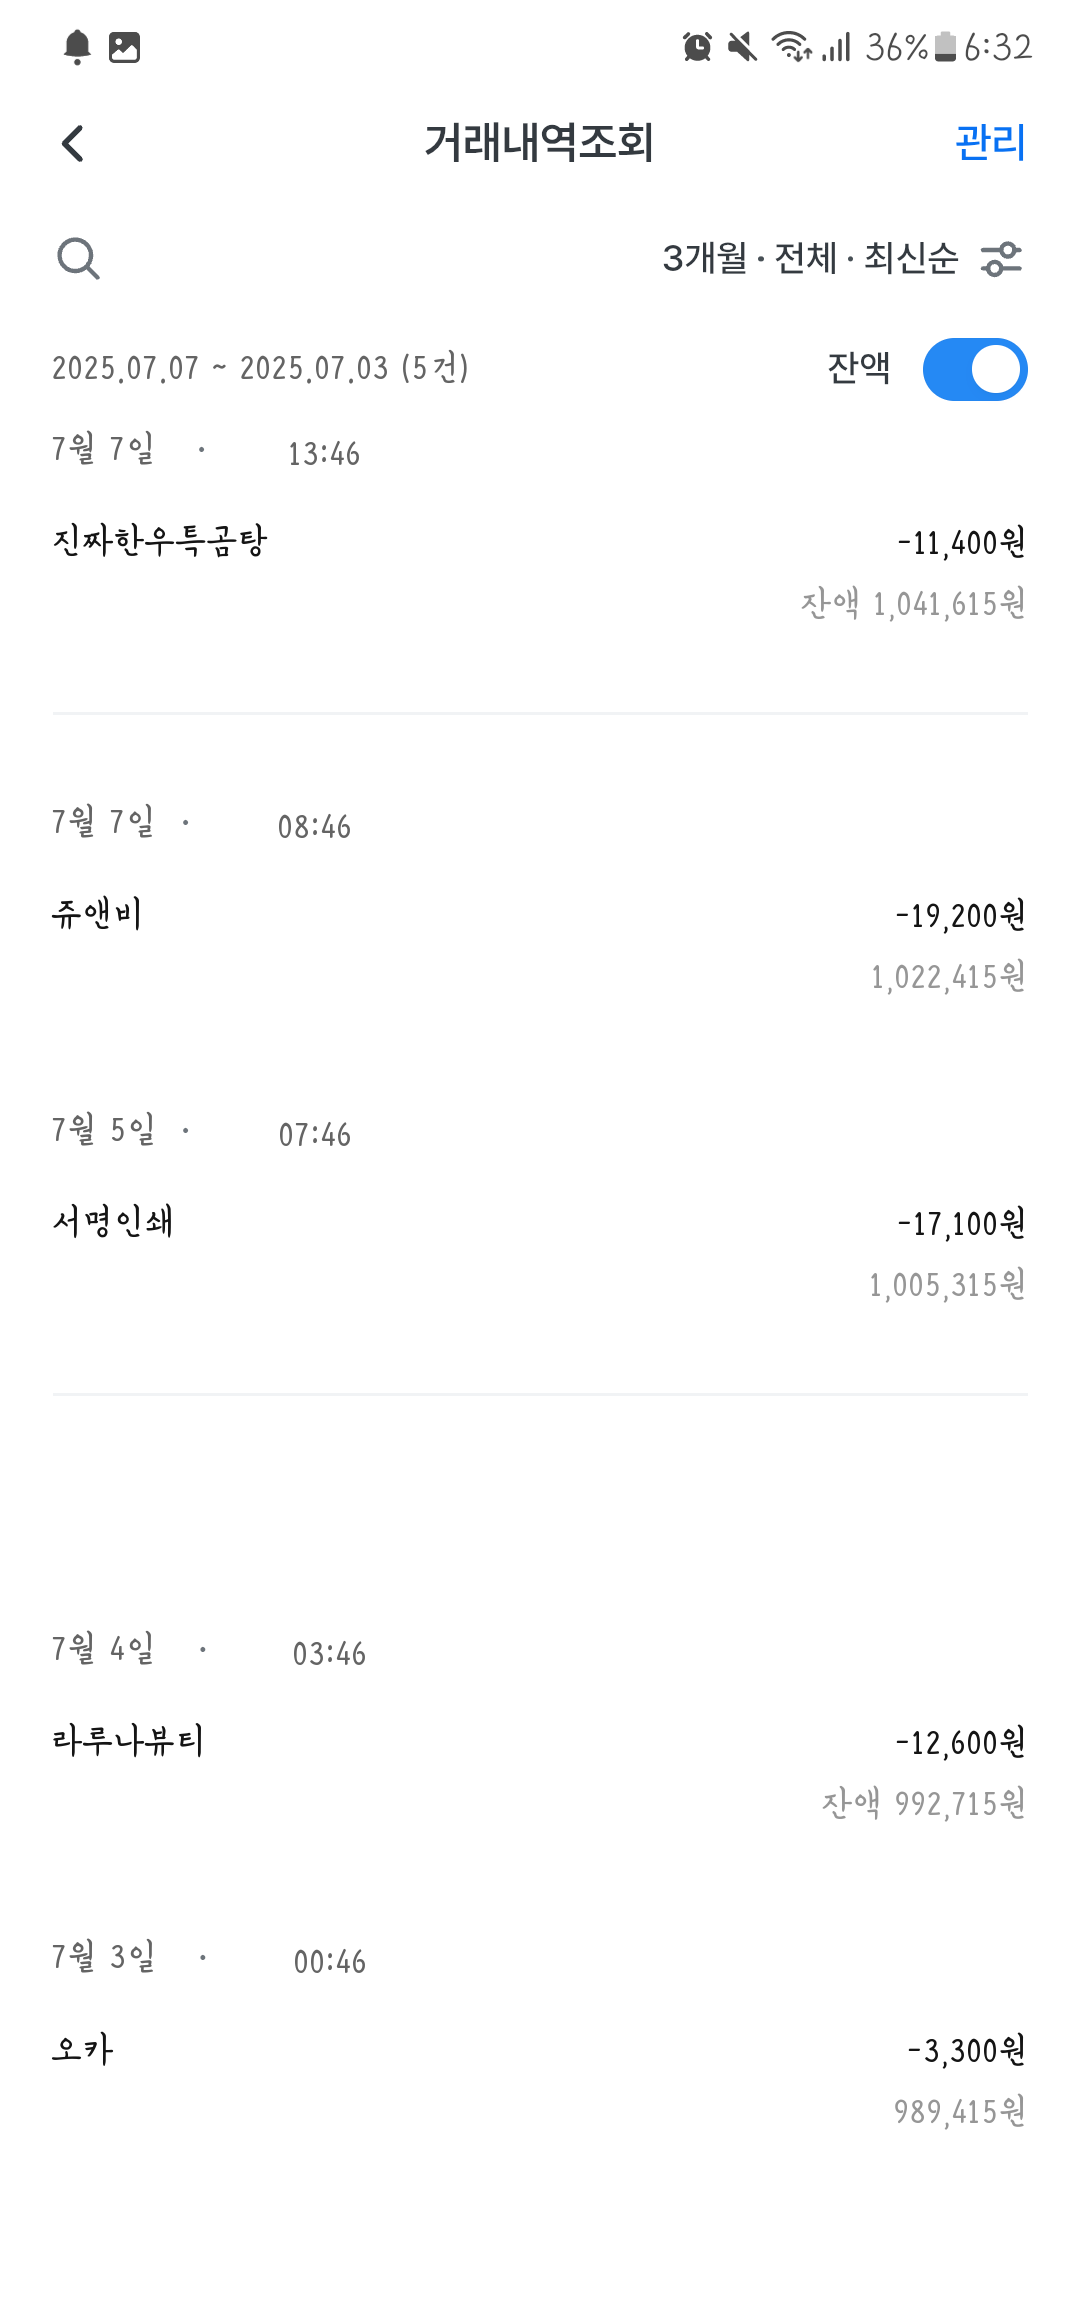 36% 6:32
거래내역조회 관리
3개월 · 전체 · 최신순
2025.07.07 ~ 2025.07.03 (5건) 잔액
7월 7일 · 13:46
진짜한우특곰탕 -11,400원
잔액 1,041,615원
7월 7일 · 08:46
쥬앤비 -19,200원
1,022,415원
7월 5일 · 07:46
서명인쇄 -17,100원
1,005,315원
7월 4일 · 03:46
라루나뷰티 -12,600원
잔액 992,715원
7월 3일 · 00:46
오카 -3,300원
989,415원